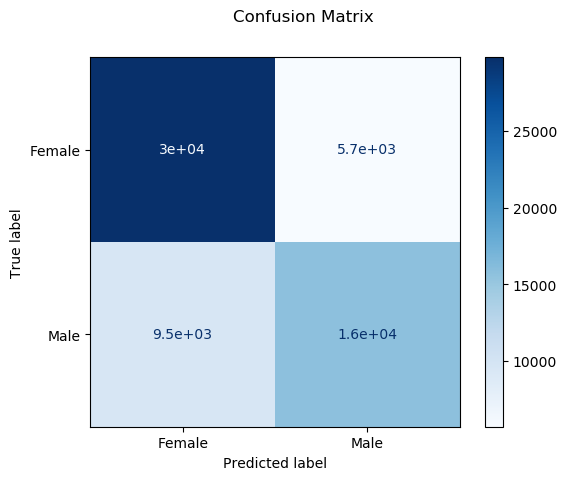 Confusion Matrix
Female
3e+04
5.7e+03
Male
9.5e+03
1.6e+04
Female
Male
Predicted label
True label
25000
20000
15000
10000